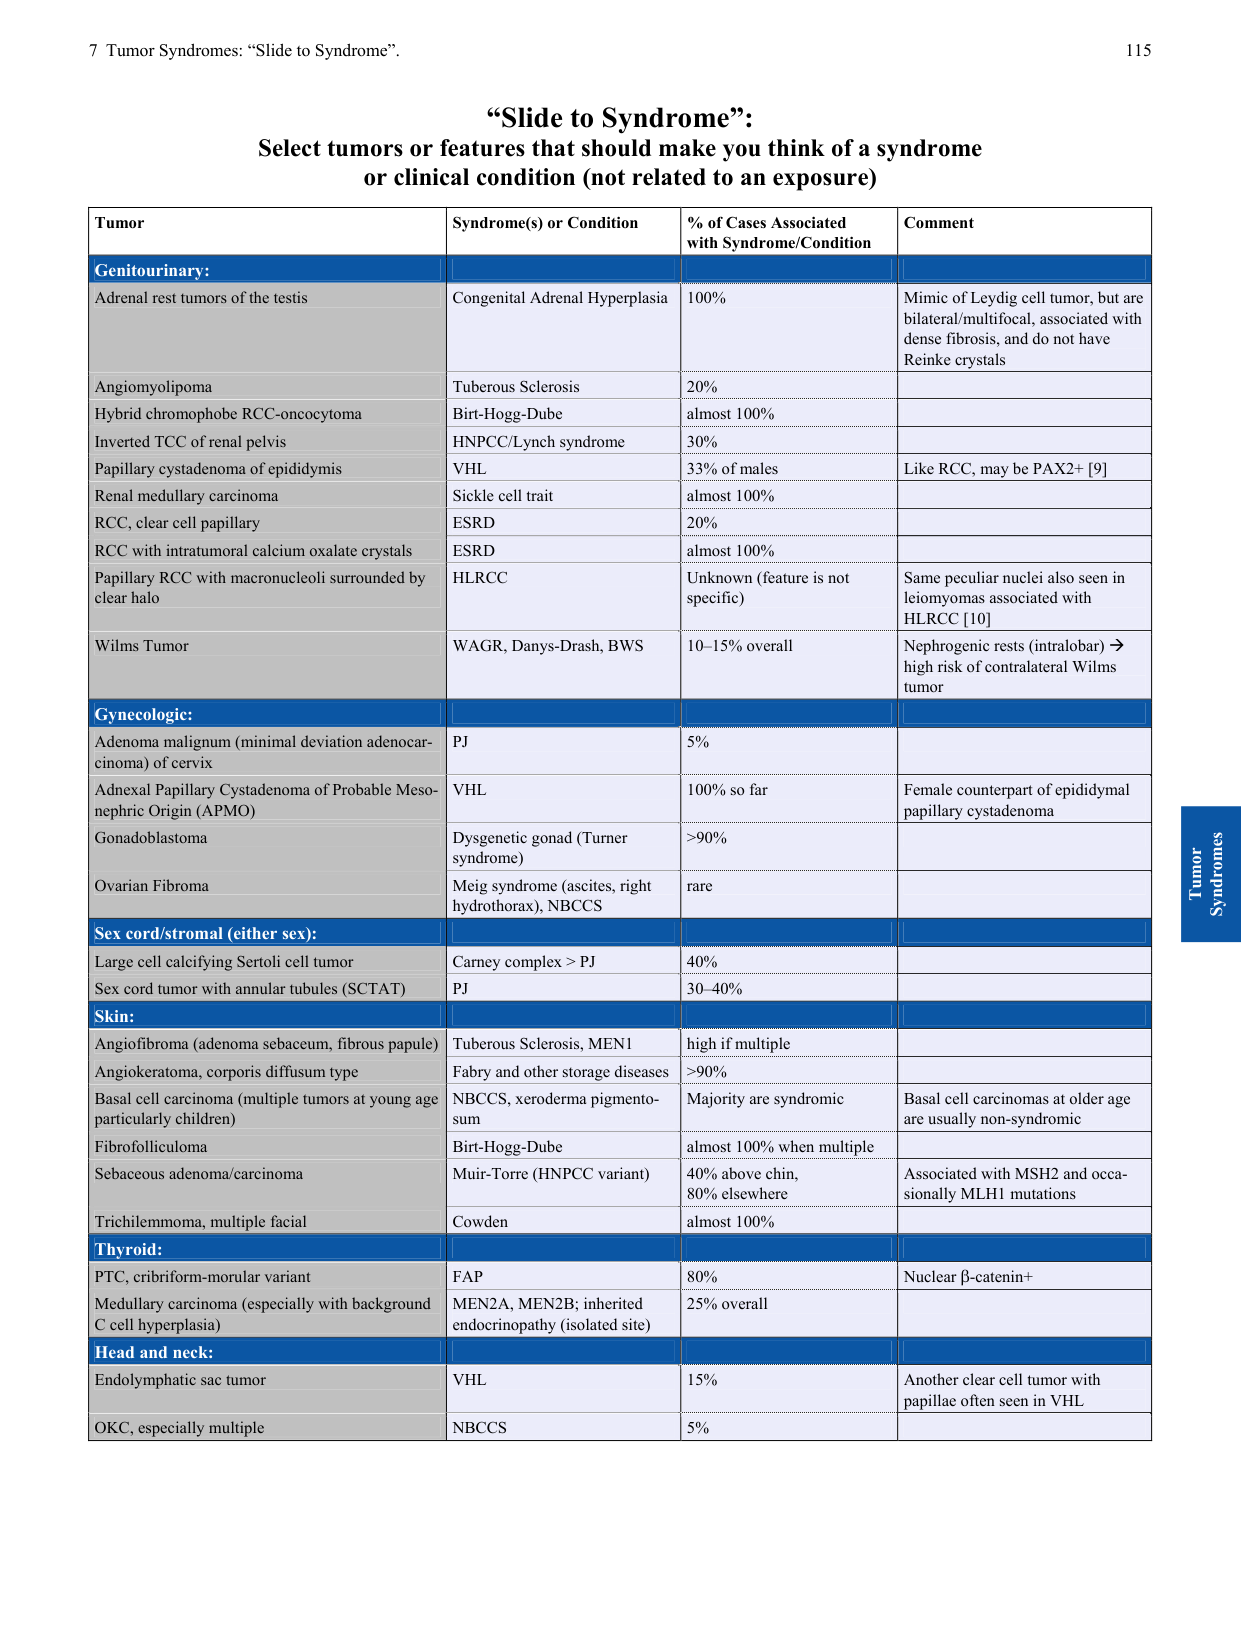 7 Tumor Syndromes: “Slide to Syndrome”.
115
“Slide to Syndrome”:
Select tumors or features that should make you think of a syndrome
or clinical condition (not related to an exposure)
Tumor
Syndrome(s) or Condition
% of Cases Associated
with Syndrome/Condition
Comment
Genitourinary:
Adrenal rest tumors of the testis
Congenital Adrenal Hyperplasia
100%
Mimic of Leydig cell tumor, but are
bilateral/multifocal, associated with
dense fibrosis, and do not have
Reinke crystals
Angiomyolipoma
Tuberous Sclerosis
20%
Hybrid chromophobe RCC-oncocytoma
Birt-Hogg-Dube
almost 100%
Inverted TCC of renal pelvis
HNPCC/Lynch syndrome
30%
Papillary cystadenoma of epididymis
VHL
33% of males
Like RCC, may be PAX2+ [9]
Renal medullary carcinoma
Sickle cell trait
almost 100%
RCC, clear cell papillary
ESRD
20%
RCC with intratumoral calcium oxalate crystals
ESRD
almost 100%
Papillary RCC with macronucleoli surrounded by
clear halo
HLRCC
Unknown (feature is not
specific)
Same peculiar nuclei also seen in
leiomyomas associated with
HLRCC [10]
Wilms Tumor
WAGR, Danys-Drash, BWS
10–15% overall
Nephrogenic rests (intralobar) →
high risk of contralateral Wilms
tumor
Gynecologic:
Adenoma malignum (minimal deviation adenocar-
cinoma) of cervix
PJ
5%
Adnexal Papillary Cystadenoma of Probable Meso-
nephric Origin (APMO)
VHL
100% so far
Female counterpart of epididymal
papillary cystadenoma
Gonadoblastoma
Dysgenetic gonad (Turner
syndrome)
>90%
Ovarian Fibroma
Meig syndrome (ascites, right
hydrothorax), NBCCS
rare
Sex cord/stromal (either sex):
Large cell calcifying Sertoli cell tumor
Carney complex > PJ
40%
Sex cord tumor with annular tubules (SCTAT)
PJ
30–40%
Skin:
Angiofibroma (adenoma sebaceum, fibrous papule)
Tuberous Sclerosis, MEN1
high if multiple
Angiokeratoma, corporis diffusum type
Fabry and other storage diseases
>90%
Basal cell carcinoma (multiple tumors at young age
particularly children)
NBCCS, xeroderma pigmento-
sum
Majority are syndromic
Basal cell carcinomas at older age
are usually non-syndromic
Fibrofolliculoma
Birt-Hogg-Dube
almost 100% when multiple
Sebaceous adenoma/carcinoma
Muir-Torre (HNPCC variant)
40% above chin,
80% elsewhere
Associated with MSH2 and occa-
sionally MLH1 mutations
Trichilemmoma, multiple facial
Cowden
almost 100%
Thyroid:
PTC, cribriform-morular variant
FAP
80%
Nuclear β-catenin+
Medullary carcinoma (especially with background
C cell hyperplasia)
MEN2A, MEN2B; inherited
endocrinopathy (isolated site)
25% overall
Head and neck:
Endolymphatic sac tumor
VHL
15%
Another clear cell tumor with
papillae often seen in VHL
OKC, especially multiple
NBCCS
5%
Tumor
Syndromes